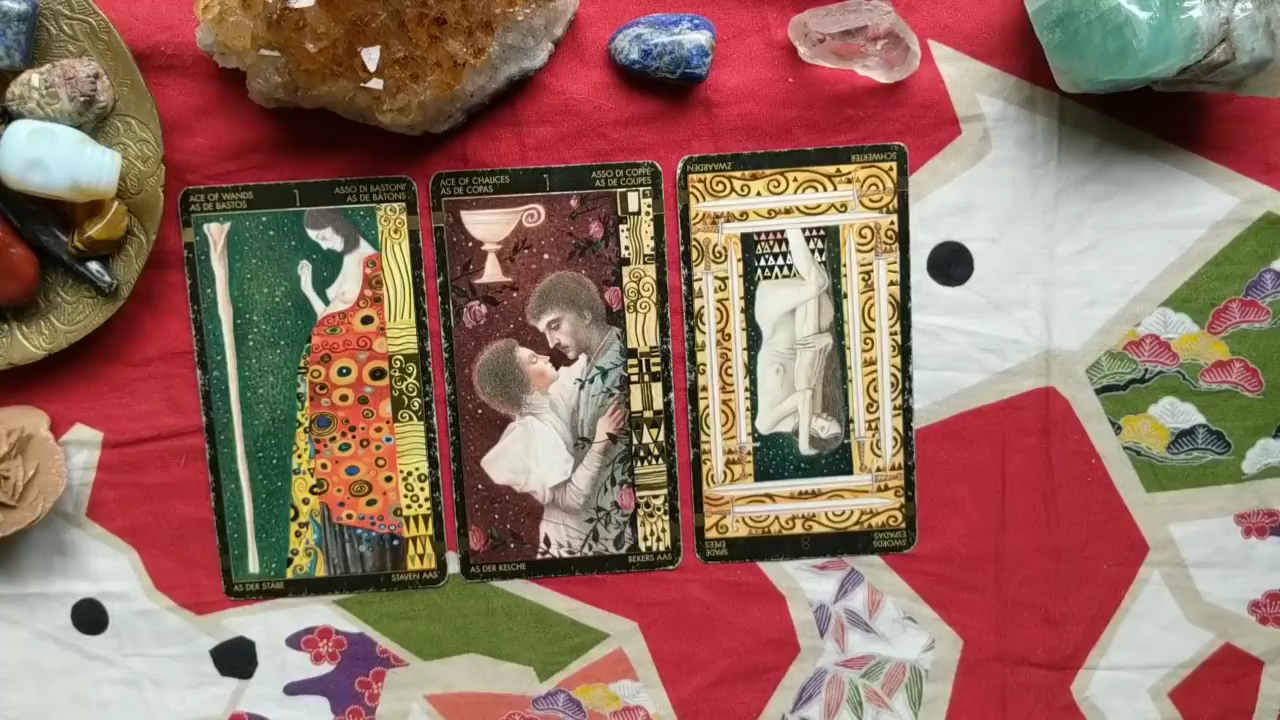 ACE OF WANDS
AS DE BASTOS
1
ASSO DI BASTONI
AS DE BÂTONS
AS DER STÄBE
STAVEN AAS
ACE OF CHALICES
AS DE COPAS
1
ASSO DI COPPE
AS DE COUPES
AS DER KELCHE
BEKERS AAS
ZWAARDEN
SCHWERTER
SPADE
EPÉES
8
SWORDS
ESPADAS